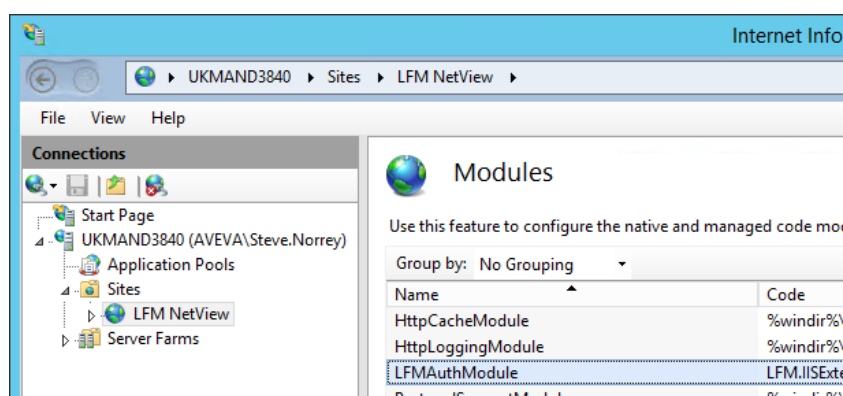 Internet Info
UKMAND3840 Sites LFM NetView
File View Help
Connections
Modules
Start Page
Use this feature to configure the native and managed code mo
UKMAND3840 (AVEVA\Steve.Norrey)
Application Pools
Group by: No Grouping
Sites
Name Code
LFM NetView
HttpCacheModule %windir%\
Server Farms
HttpLoggingModule %windir%\
LFMAuthModule LFM.IISExte